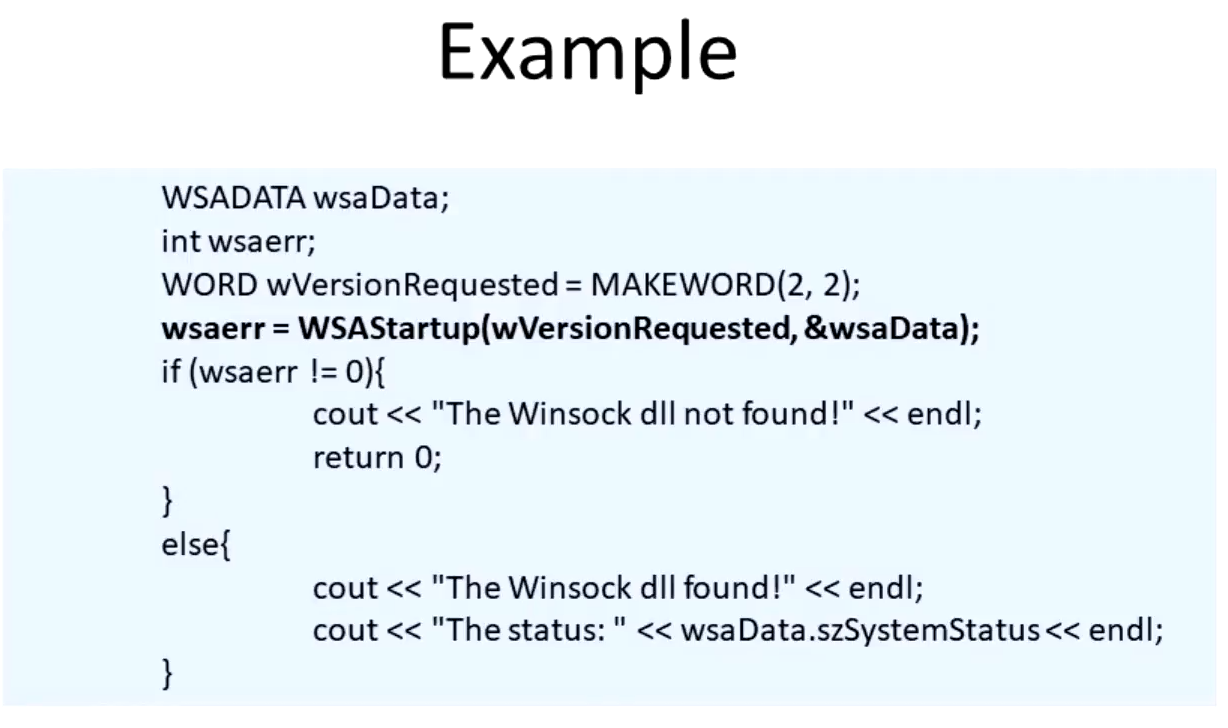 Example
WSADATA wsaData;
int wsaerr;
WORD wVersionRequested = MAKEWORD(2, 2);
wsaerr = WSAStartup(wVersionRequested, &wsaData);
if (wsaerr != 0){
cout << "The Winsock dll not found!" << endl;
return 0;
}
else{
cout << "The Winsock dll found!" << endl;
cout << "The status: " << wsaData.szSystemStatus<< endl;
}